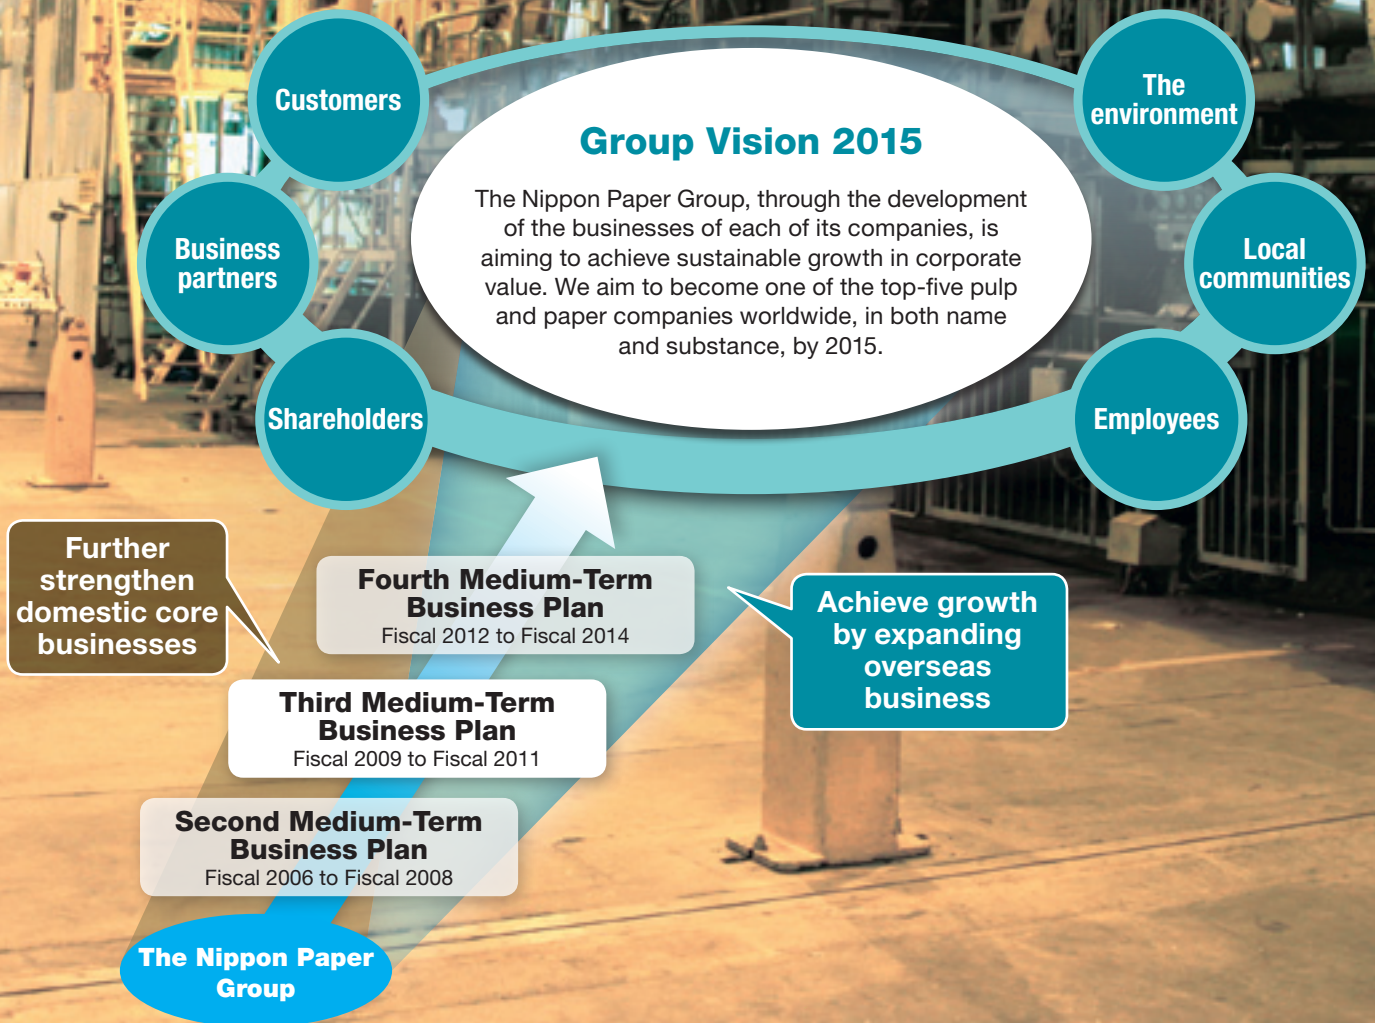 Customers
Business
partners
Shareholders
Group Vision 2015
The Nippon Paper Group, through the development
of the businesses of each of its companies, is
aiming to achieve sustainable growth in corporate
value. We aim to become one of the top-five pulp
and paper companies worldwide, in both name
and substance, by 2015.
The
environment
Local
communities
Employees
Further
strengthen
domestic core
businesses
Fourth Medium-Term
Business Plan
Fiscal 2012 to Fiscal 2014
Achieve growth
by expanding
overseas
business
Third Medium-Term
Business Plan
Fiscal 2009 to Fiscal 2011
Second Medium-Term
Business Plan
Fiscal 2006 to Fiscal 2008
The Nippon Paper
Group